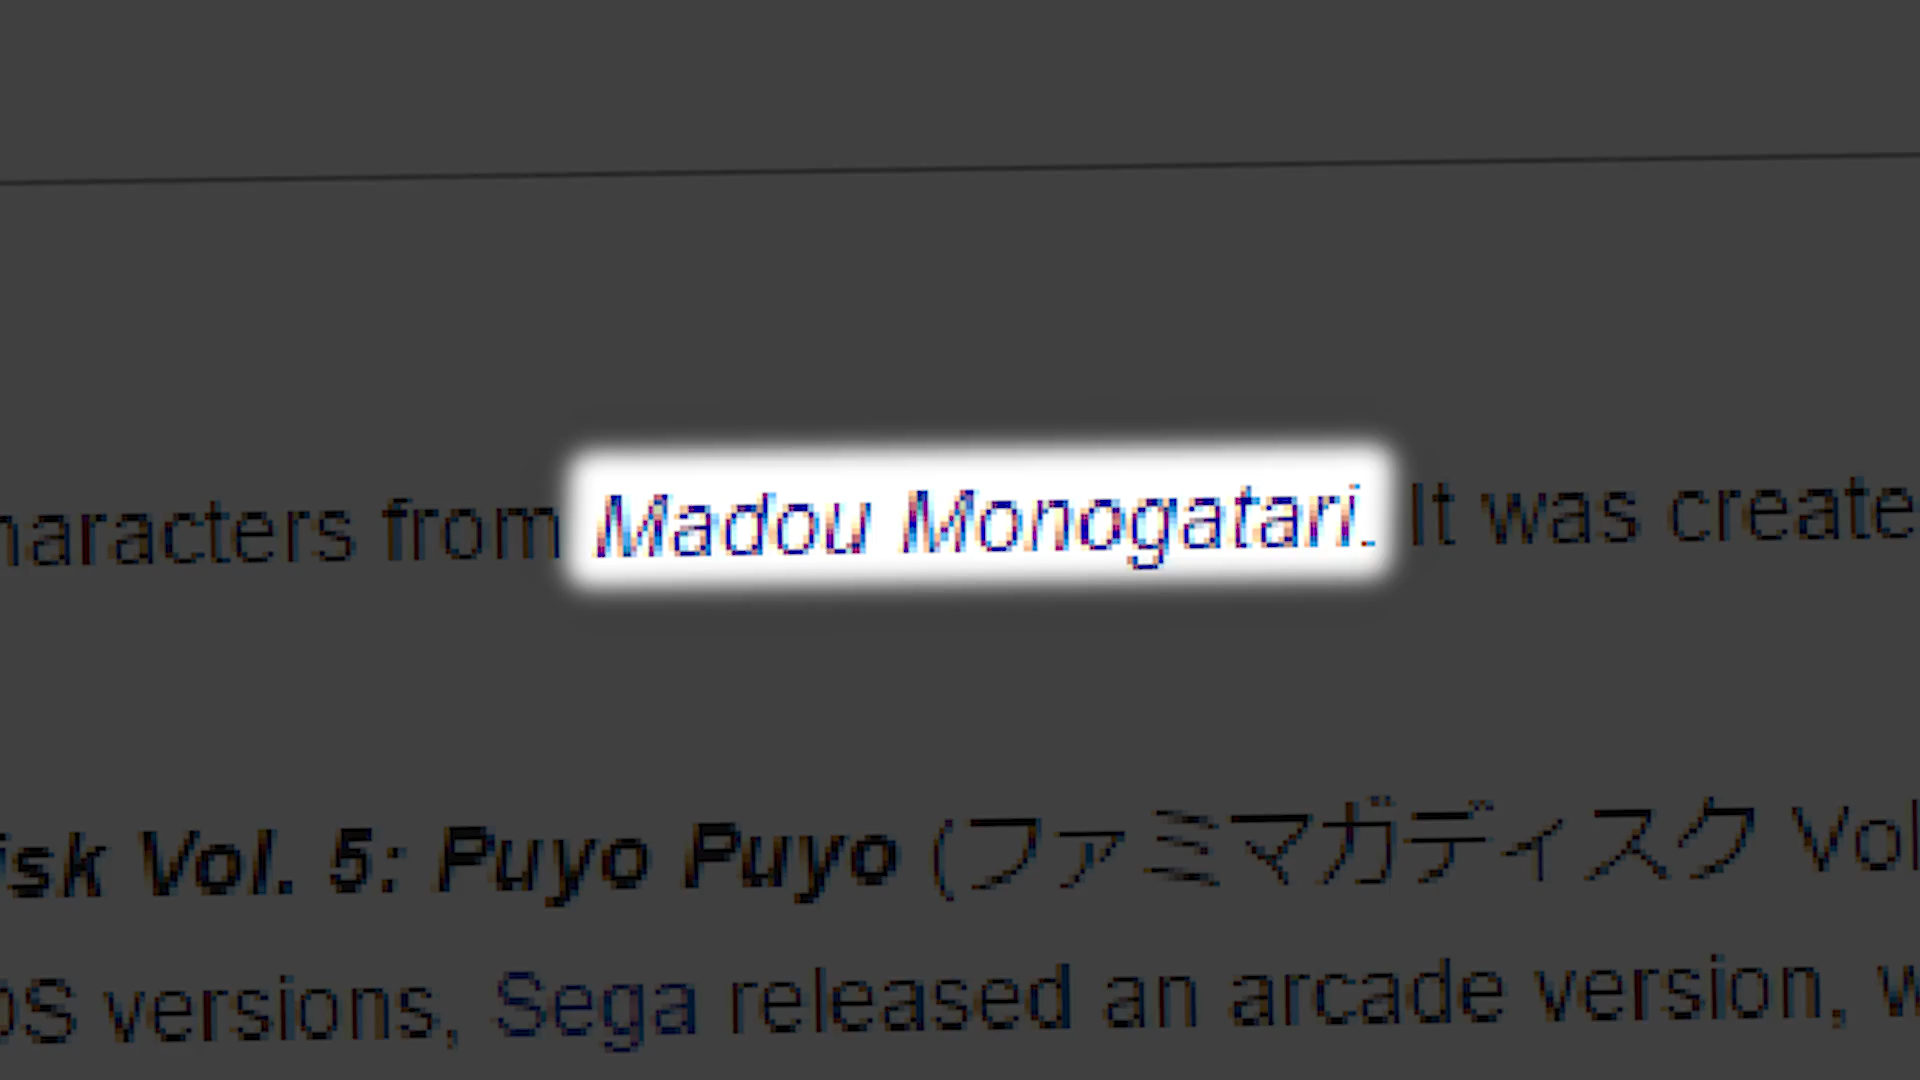 haracters from Madou Monogatari. It was create
isk Vol. 5: Puyo Puyo (ファミマガディスク Vol
OS versions, Sega released an arcade version, w